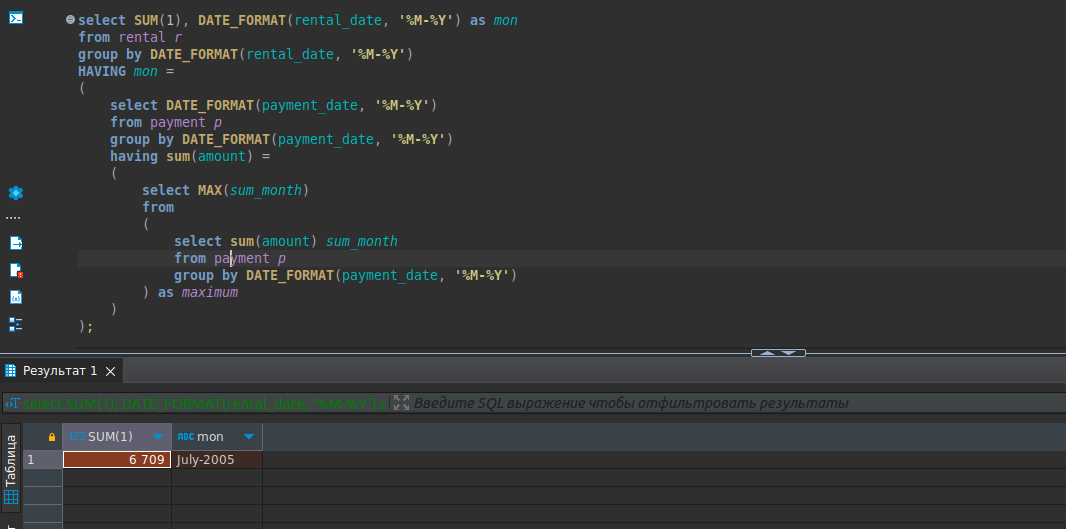 select SUM(1), DATE_FORMAT(rental_date, '%M-%Y') as mon
from rental r
group by DATE_FORMAT(rental_date, '%M-%Y')
HAVING mon =
(
select DATE_FORMAT(payment_date, '%M-%Y')
from payment p
group by DATE_FORMAT(payment_date, '%M-%Y')
having sum(amount) =
(
select MAX(sum_month)
from
(
select sum(amount) sum_month
from payment p
group by DATE_FORMAT(payment_date, '%M-%Y')
) as maximum
)
);
Результат 1
select SUM(1), DATE_FORMAT(rental_date, '%M-%Y') Введите SQL выражение чтобы отфильтровать результаты
Таблица
123 SUM(1) ABC mon
1 6 709 July-2005